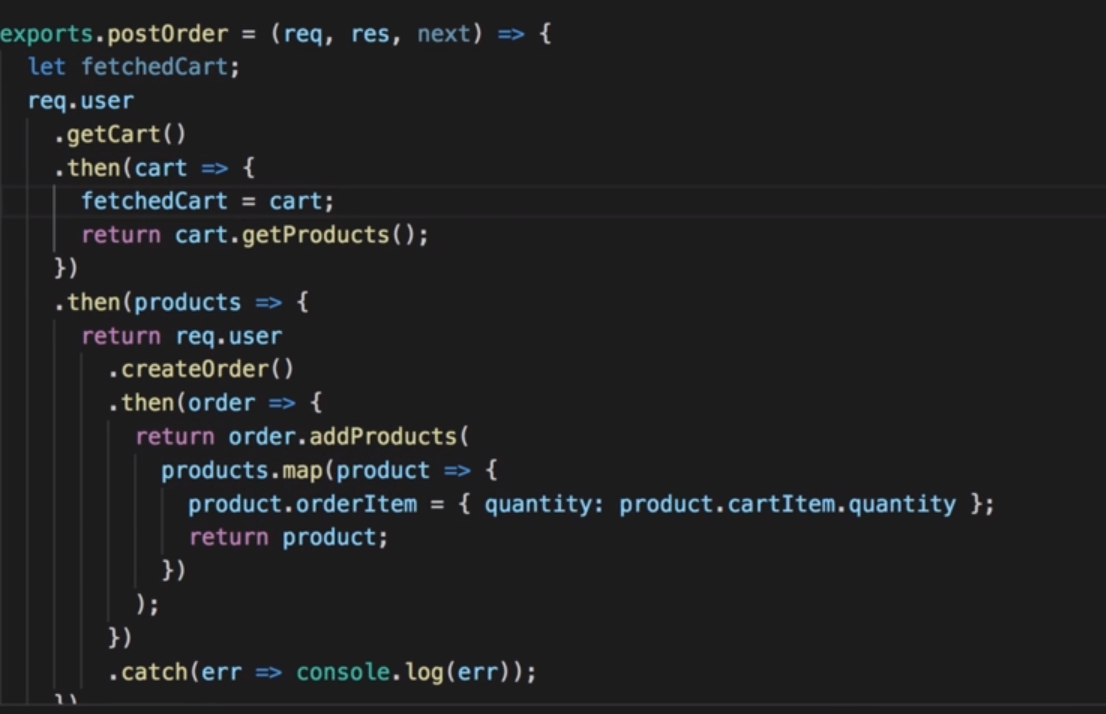 exports.postOrder = (req, res, next) => {
  let fetchedCart;
  req.user
    .getCart()
    .then(cart => {
      fetchedCart = cart;
      return cart.getProducts();
    })
    .then(products => {
      return req.user
        .createOrder()
        .then(order => {
          return order.addProducts(
            products.map(product => {
              product.orderItem = { quantity: product.cartItem.quantity };
              return product;
            })
          );
        })
        .catch(err => console.log(err));
    })